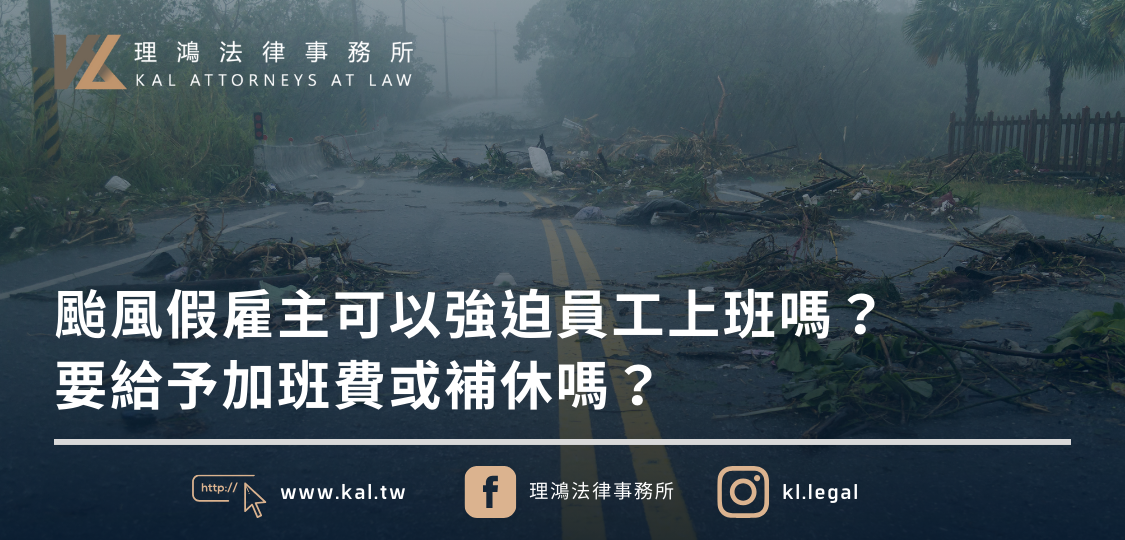 理鴻法律事務所
KAL ATTORNEYS AT LAW
颱風假雇主可以強迫員工上班嗎？
要給予加班費或補休嗎？
http://
www.kal.tw
理鴻法律事務所
kl.legal